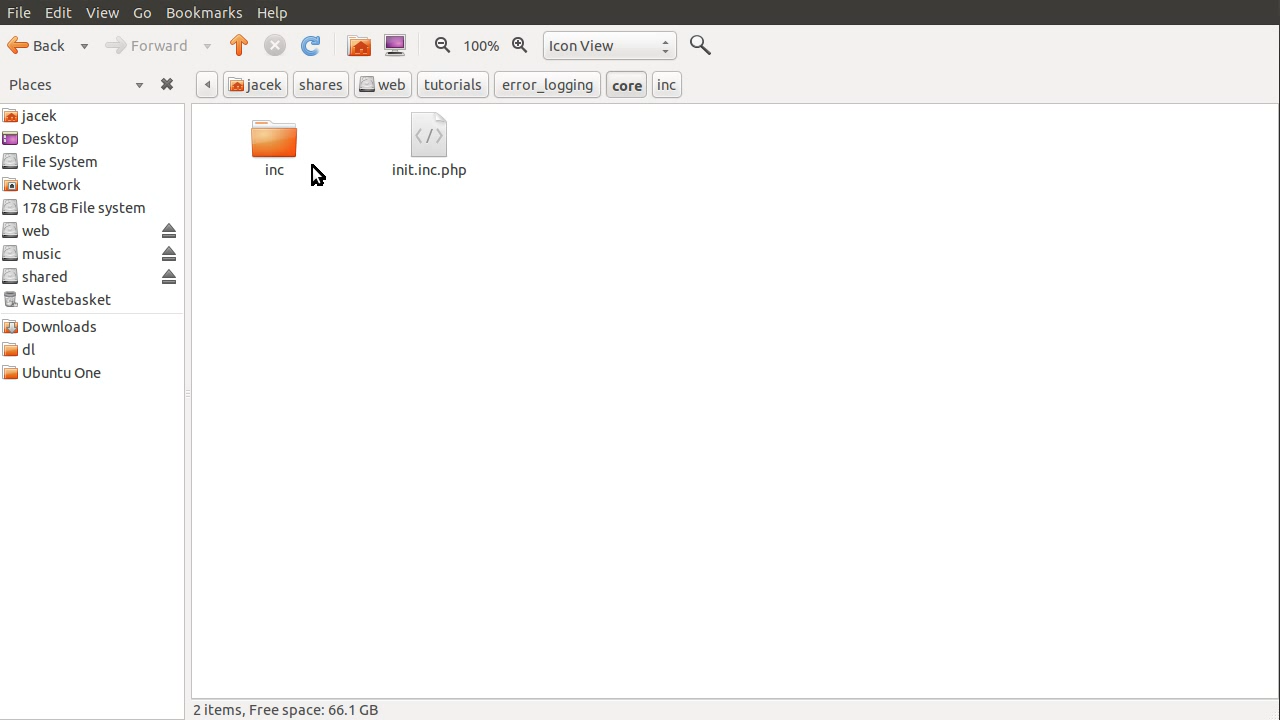 File Edit View Go Bookmarks Help
Back Forward 100% Icon View
Places jacek shares web tutorials error_logging core inc
jacek
Desktop
File System
Network
178 GB File system
web
music
shared
Wastebasket
Downloads
dl
Ubuntu One
inc init.inc.php
2 items, Free space: 66.1 GB